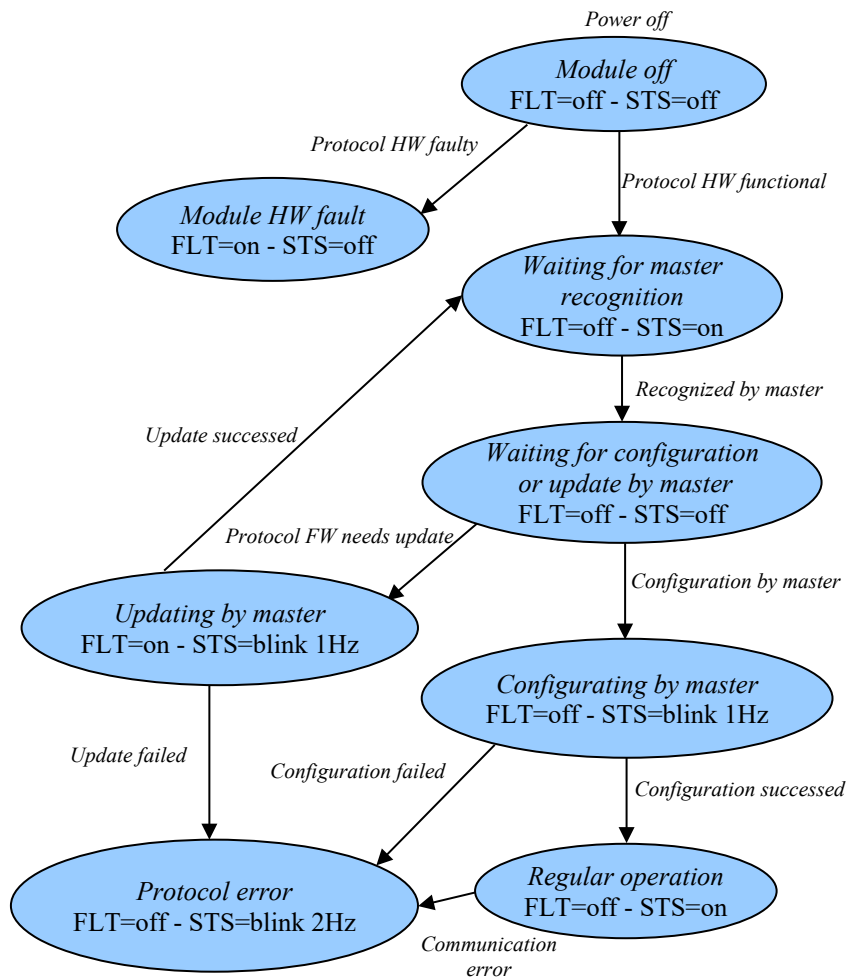 Power off
Module off
FLT=off - STS=off
Protocol HW faulty
Protocol HW functional
Module HW fault
FLT=on - STS=off
Waiting for master
recognition
FLT=off - STS=on
Recognized by master
Update successed
Waiting for configuration
or update by master
FLT=off - STS=off
Protocol FW needs update
Configuration by master
Updating by master
FLT=on - STS=blink 1Hz
Configurating by master
FLT=off - STS=blink 1Hz
Update failed
Configuration failed
Configuration successed
Protocol error
FLT=off - STS=blink 2Hz
Regular operation
FLT=off - STS=on
Communication
error